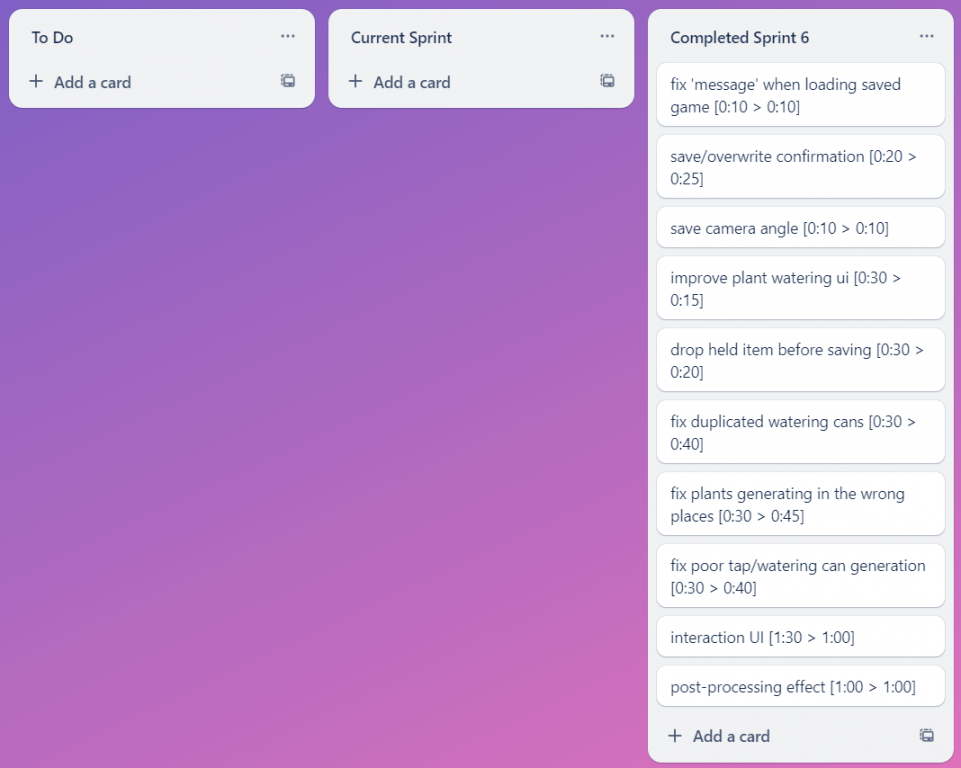 To Do
Add a card
Current Sprint
Add a card
Completed Sprint 6
fix 'message' when loading saved
game [0:10 > 0:10]
save/overwrite confirmation [0:20 >
0:25]
save camera angle [0:10 > 0:10]
improve plant watering ui [0:30 >
0:15]
drop held item before saving [0:30 >
0:20]
fix duplicated watering cans [0:30 >
0:40]
fix plants generating in the wrong
places [0:30 > 0:45]
fix poor tap/watering can generation
[0:30 > 0:40]
interaction UI [1:30 > 1:00]
post-processing effect [1:00 > 1:00]
Add a card